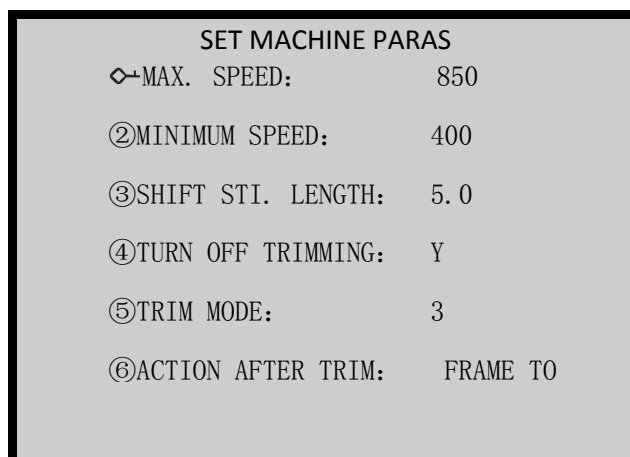 SET MACHINE PARAS
MAX. SPEED: 850
②MINIMUM SPEED: 400
③SHIFT STI. LENGTH: 5.0
④TURN OFF TRIMMING: Y
⑤TRIM MODE: 3
⑥ACTION AFTER TRIM: FRAME TO